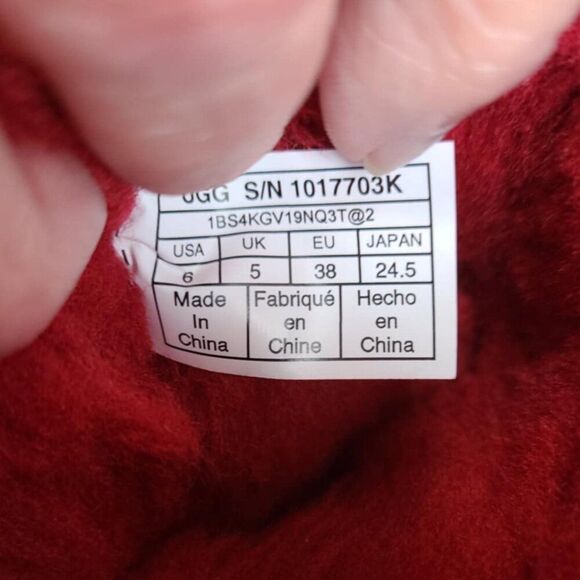 UGG S/N 1017703K
1BS4KGV19NQ3T@2
USA UK EU JAPAN
6 5 38 24.5
Made Fabriqué Hecho
In en en
China Chine China